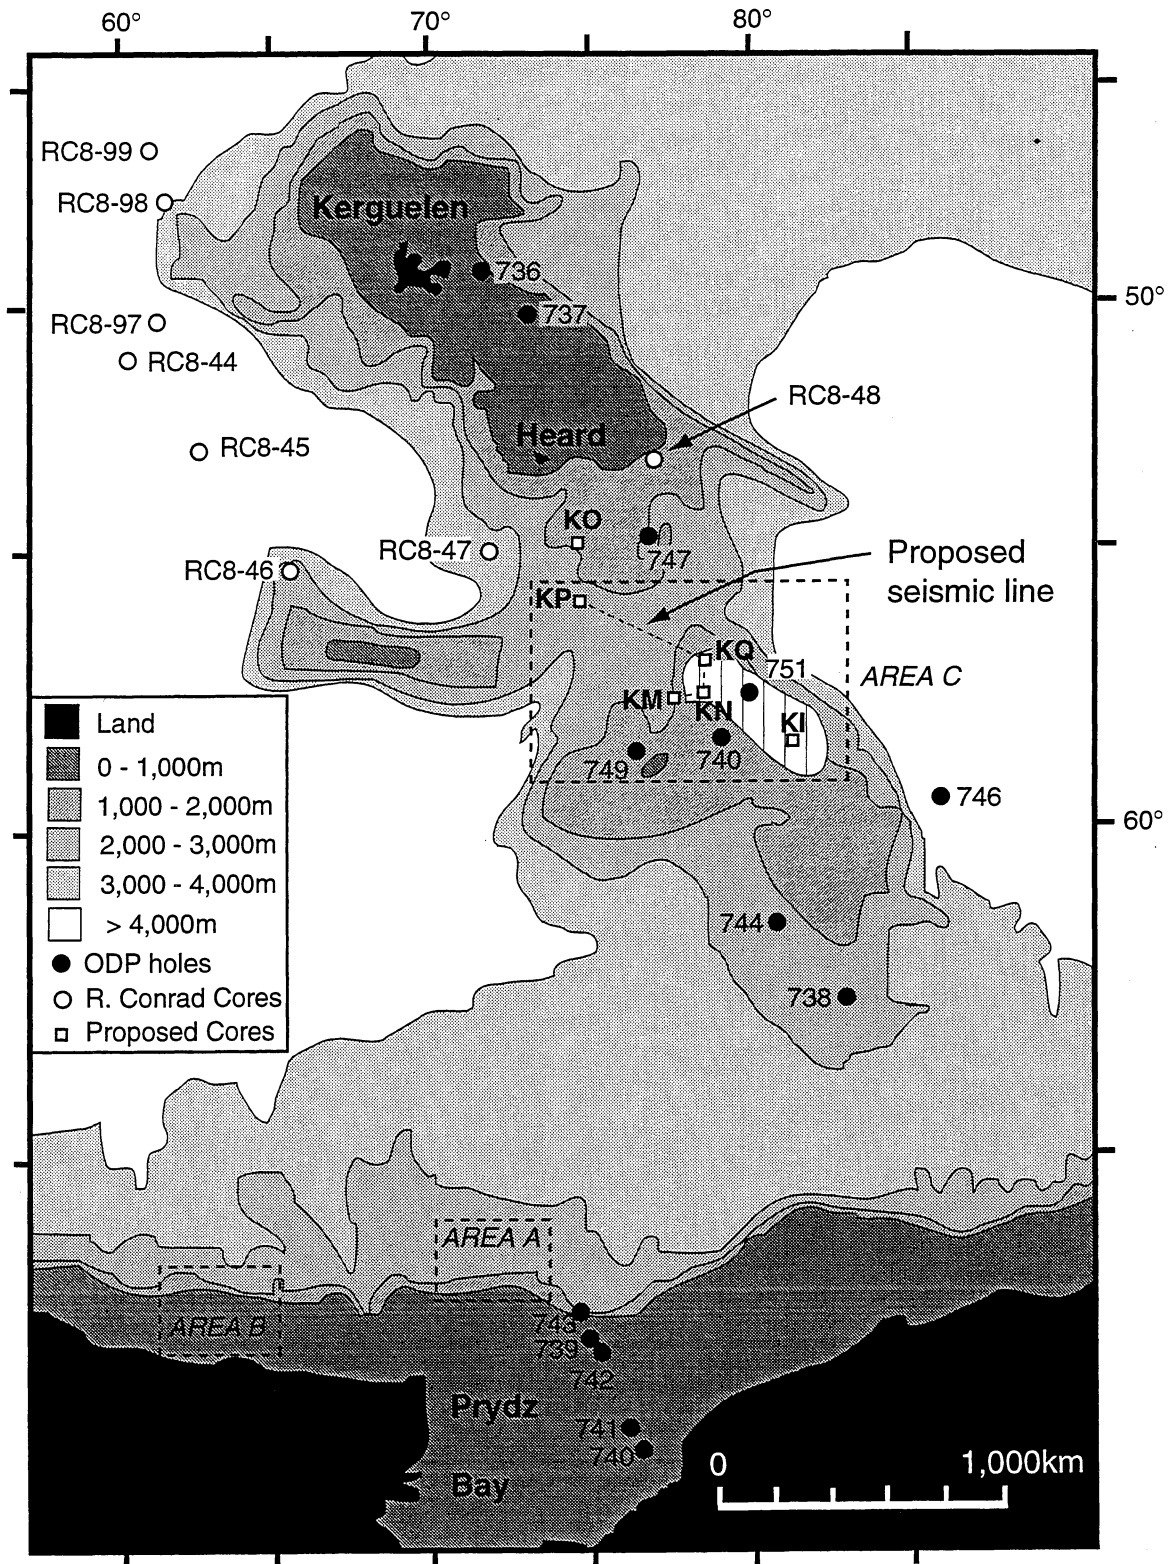 60°
70°
80°
RC8-99
RC8-98
Kerguelen
736
50°
RC8-97
737
RC8-44
RC8-48
Heard
RC8-45
KO
RC8-47
747
Proposed
seismic line
RC8-46
KP
KQ
751
AREA C
KM
KN
KI
749
740
746
60°
Land
0 - 1,000m
1,000 - 2,000m
2,000 - 3,000m
3,000 - 4,000m
> 4,000m
ODP holes
R. Conrad Cores
Proposed Cores
744
738
AREA A
AREA B
743
739
742
Prydz
741
740
Bay
0
1,000km